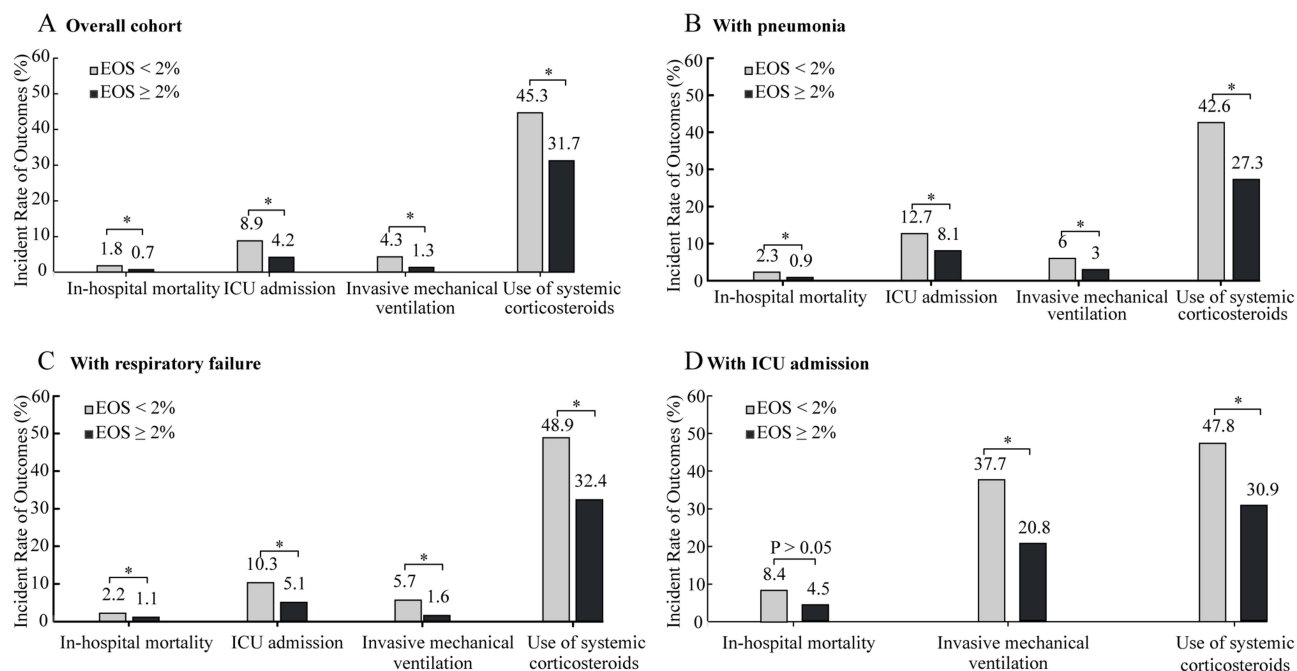 A Overall cohort
Incident Rate of Outcomes (%)
60
50
40
30
20
10
0
EOS < 2%
EOS ≥ 2%
*
1.8 0.7
*
8.9 4.2
*
4.3 1.3
*
45.3
31.7
In-hospital mortality ICU admission Invasive mechanical Use of systemic
ventilation corticosteroids
B With pneumonia
Incident Rate of Outcomes (%)
60
50
40
30
20
10
0
EOS < 2%
EOS ≥ 2%
*
2.3 0.9
*
12.7
8.1
*
6 3
*
42.6
27.3
In-hospital mortality ICU admission Invasive mechanical Use of systemic
ventilation corticosteroids
C With respiratory failure
Incident Rate of Outcomes (%)
60
50
40
30
20
10
0
EOS < 2%
EOS ≥ 2%
*
2.2 1.1
*
10.3
5.1
*
5.7 1.6
*
48.9
32.4
In-hospital mortality ICU admission Invasive mechanical Use of systemic
ventilation corticosteroids
D With ICU admission
Incident Rate of Outcomes (%)
60
50
40
30
20
10
0
EOS < 2%
EOS ≥ 2%
P > 0.05
8.4 4.5
*
37.7
20.8
*
47.8
30.9
In-hospital mortality Invasive mechanical Use of systemic
ventilation corticosteroids